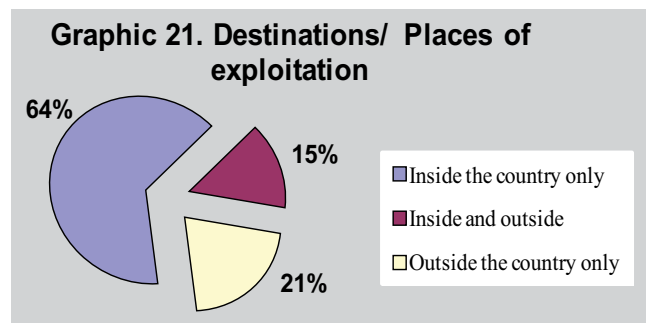 Graphic 21. Destinations/ Places of
exploitation
64%
15%
21%
Inside the country only
Inside and outside
Outside the country only